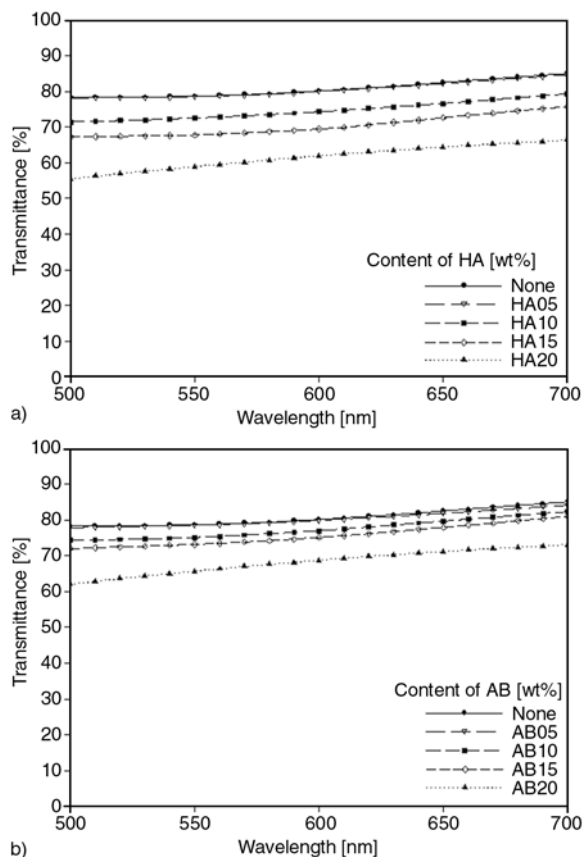 100
90
80
70
60
50
40
30
20
10
0
Transmittance [%]
Content of HA [wt%]
None
HA05
HA10
HA15
HA20
500 550 600 650 700
Wavelength [nm]
a)
100
90
80
70
60
50
40
30
20
10
0
Transmittance [%]
Content of AB [wt%]
None
AB05
AB10
AB15
AB20
500 550 600 650 700
Wavelength [nm]
b)